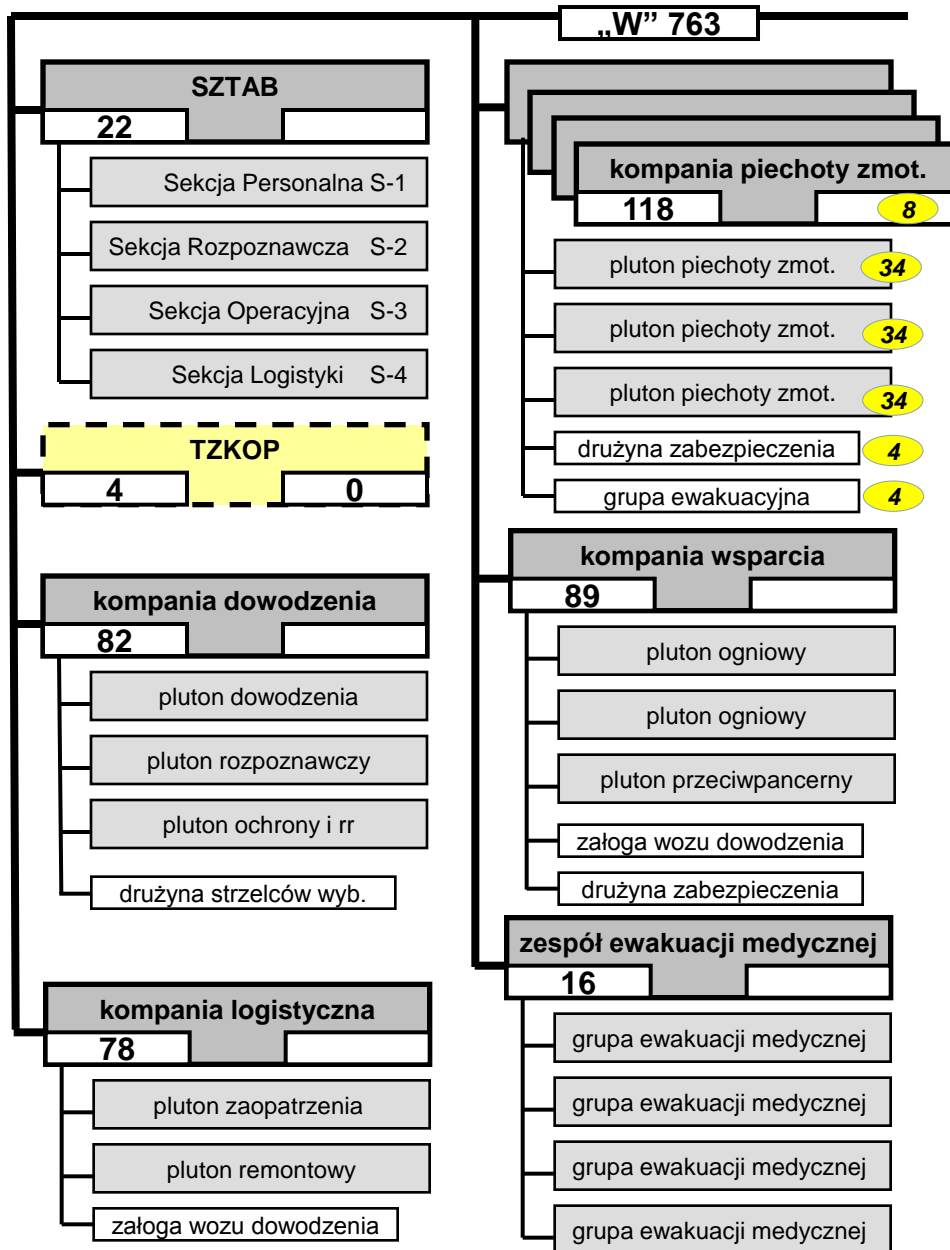 „W” 763
SZTAB
22
Sekcja Personalna S-1
Sekcja Rozpoznawcza S-2
Sekcja Operacyjna S-3
Sekcja Logistyki S-4
TZKOP
4 0
kompania dowodzenia
82
pluton dowodzenia
pluton rozpoznawczy
pluton ochrony i rr
drużyna strzelców wyb.
kompania logistyczna
78
pluton zaopatrzenia
pluton remontowy
załoga wozu dowodzenia
kompania piechoty zmot.
118 8
pluton piechoty zmot. 34
pluton piechoty zmot. 34
pluton piechoty zmot. 34
drużyna zabezpieczenia 4
grupa ewakuacyjna 4
kompania wsparcia
89
pluton ogniowy
pluton ogniowy
pluton przeciwpancerny
załoga wozu dowodzenia
drużyna zabezpieczenia
zespół ewakuacji medycznej
16
grupa ewakuacji medycznej
grupa ewakuacji medycznej
grupa ewakuacji medycznej
grupa ewakuacji medycznej